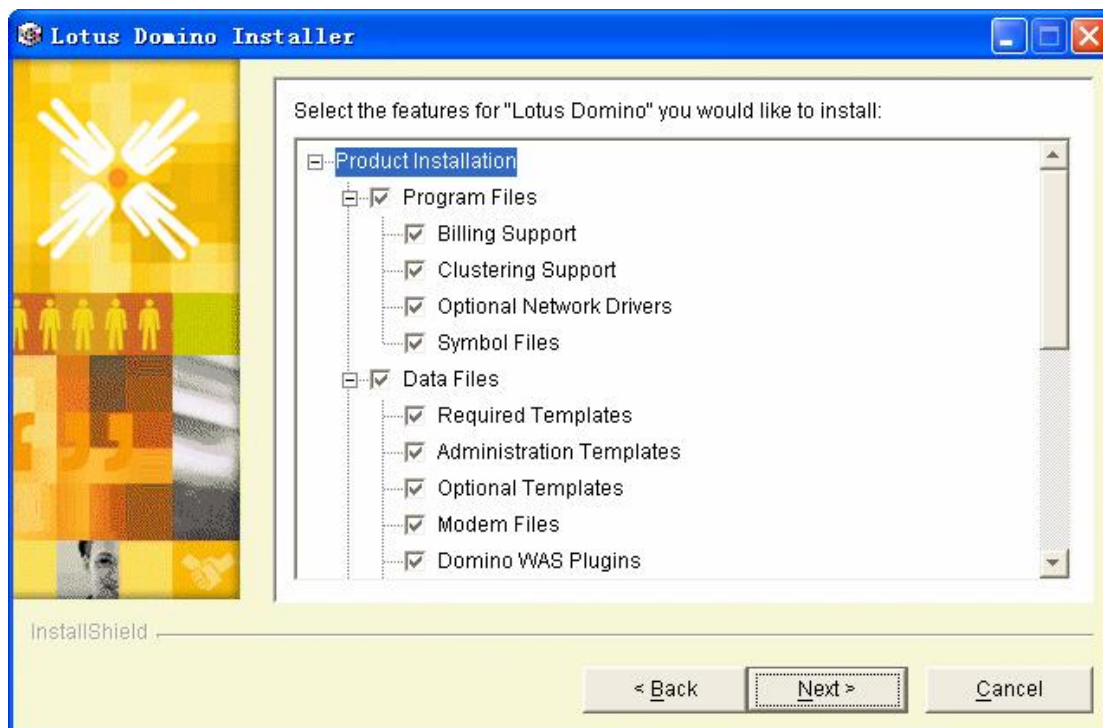 Lotus Domino Installer
Select the features for "Lotus Domino" you would like to install:
Product Installation
Program Files
Billing Support
Clustering Support
Optional Network Drivers
Symbol Files
Data Files
Required Templates
Administration Templates
Optional Templates
Modem Files
Domino WAS Plugins
InstallShield
< Back
Next >
Cancel